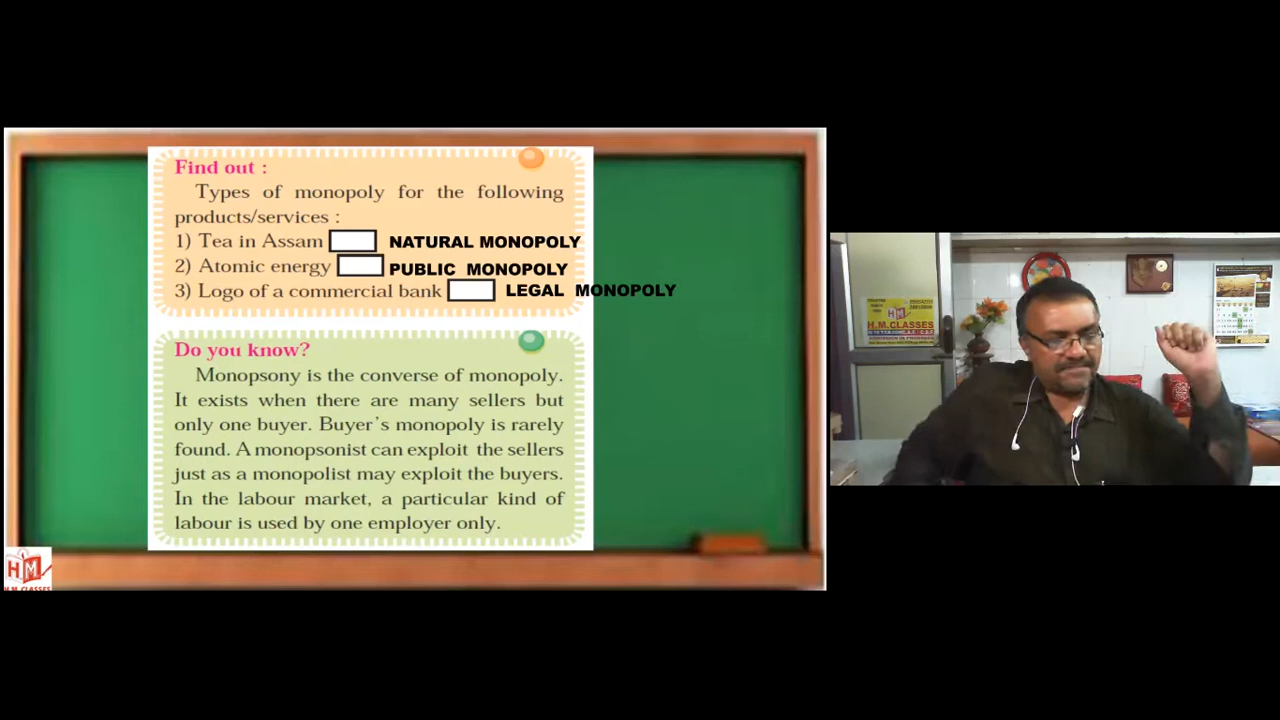 Find out :
Types of monopoly for the following
products/services :
1) Tea in Assam NATURAL MONOPOLY
2) Atomic energy PUBLIC MONOPOLY
3) Logo of a commercial bank LEGAL MONOPOLY
Do you know?
Monopsony is the converse of monopoly.
It exists when there are many sellers but
only one buyer. Buyer's monopoly is rarely
found. A monopsonist can exploit the sellers
just as a monopolist may exploit the buyers.
In the labour market, a particular kind of
labour is used by one employer only.
HM
H.M. CLASSES
HM
H.M.CLASSES